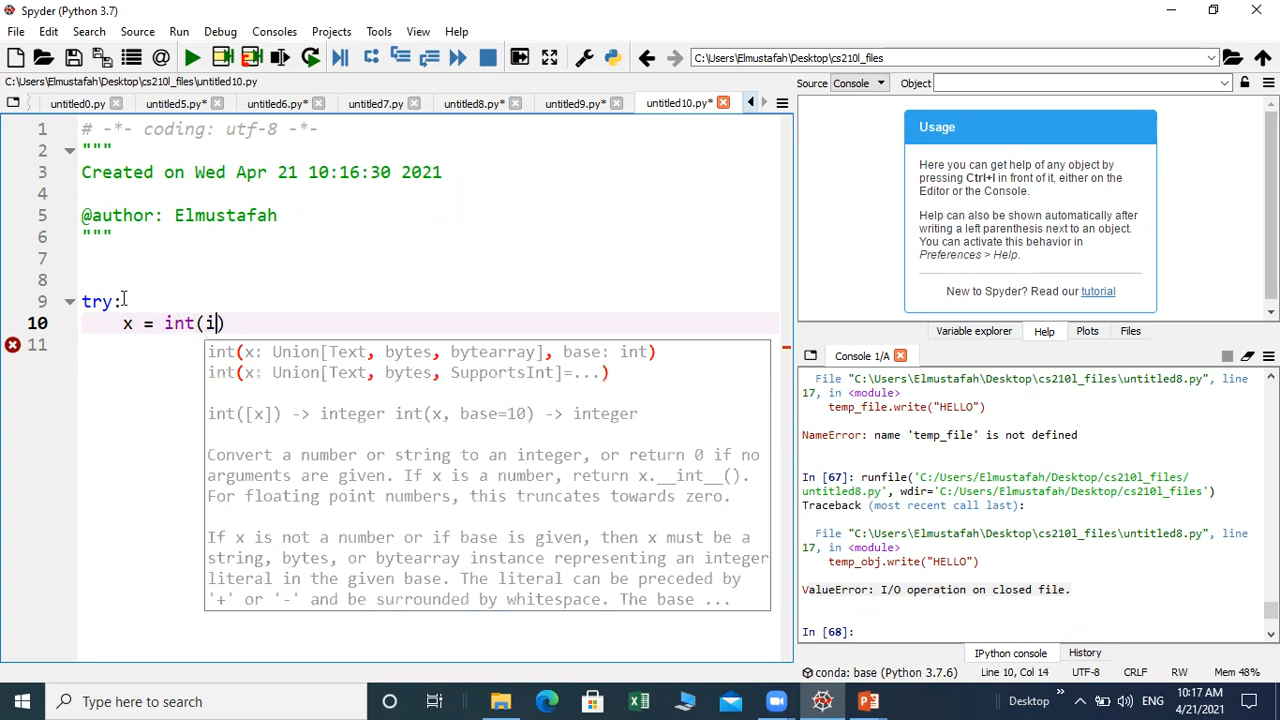 Spyder (Python 3.7)
File Edit Search Source Run Debug Consoles Projects Tools View Help
C:\Users\Elmustafah\Desktop\cs210l_files
C:\Users\Elmustafah\Desktop\cs210l_files\untitled10.py
untitled0.py untitled5.py* untitled6.py* untitled7.py untitled8.py* untitled9.py* untitled10.py*
1 # -*- coding: utf-8 -*-
2 """
3 Created on Wed Apr 21 10:16:30 2021
4
5 @author: Elmustafah
6 """
7
8
9 try:
10 x = int(i)
11
int(x: Union[Text, bytes, bytearray], base: int)
int(x: Union[Text, bytes, SupportsInt]=...)
int([x]) -> integer int(x, base=10) -> integer
Convert a number or string to an integer, or return 0 if no
arguments are given. If x is a number, return x.__int__().
For floating point numbers, this truncates towards zero.
If x is not a number or if base is given, then x must be a
string, bytes, or bytearray instance representing an integer
literal in the given base. The literal can be preceded by
'+' or '-' and be surrounded by whitespace. The base ...
Source Console Object
Usage
Here you can get help of any object by
pressing Ctrl+I in front of it, either on the
Editor or the Console.
Help can also be shown automatically after
writing a left parenthesis next to an object.
You can activate this behavior in
Preferences > Help.
New to Spyder? Read our tutorial
Variable explorer Help Plots Files
Console 1/A
File "C:\Users\Elmustafah\Desktop\cs210l_files\untitled8.py", line
17, in <module>
temp_file.write("HELLO")
NameError: name 'temp_file' is not defined
In [67]: runfile('C:/Users/Elmustafah/Desktop/cs210l_files/
untitled8.py', wdir='C:/Users/Elmustafah/Desktop/cs210l_files')
Traceback (most recent call last):
File "C:\Users\Elmustafah\Desktop\cs210l_files\untitled8.py", line
17, in <module>
temp_obj.write("HELLO")
ValueError: I/O operation on closed file.
In [68]:
IPython console History
conda: base (Python 3.7.6) Line 10, Col 14 UTF-8 CRLF RW Mem 48%
Type here to search
Desktop ENG 10:17 AM
4/21/2021